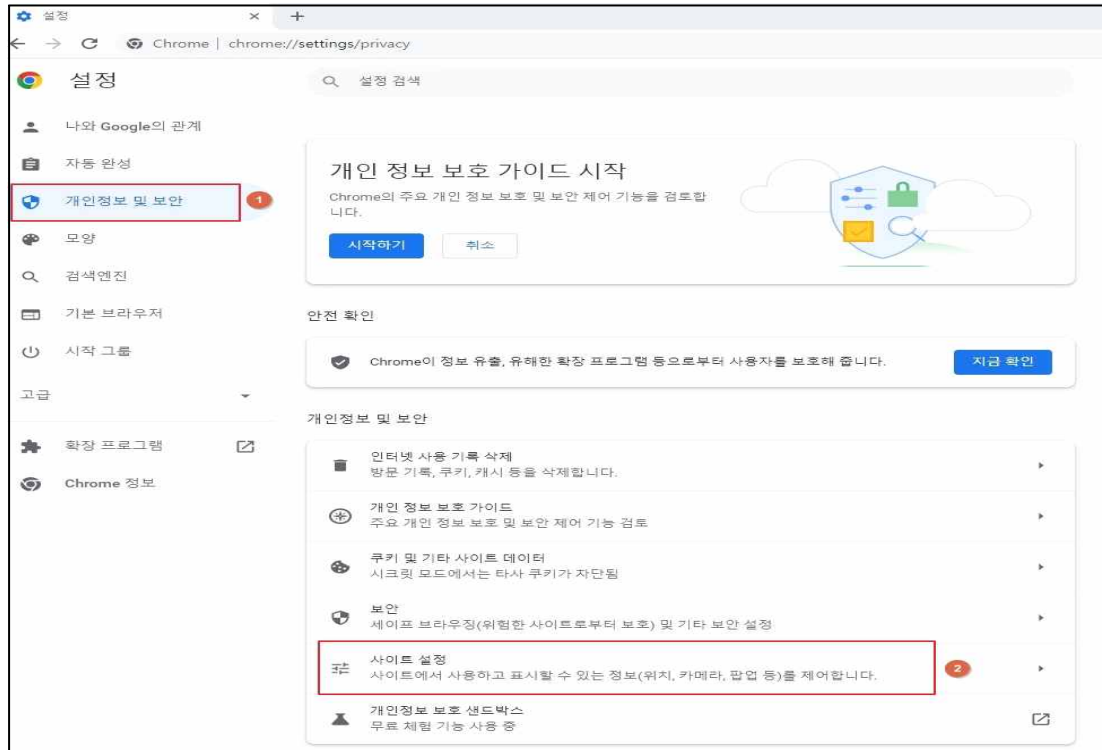 설정
Chrome | chrome://settings/privacy
설정
설정 검색
나와 Google의 관계
자동 완성
개인정보 및 보안
1
모양
검색엔진
기본 브라우저
시작 그룹
고급
확장 프로그램
Chrome 정보
개인 정보 보호 가이드 시작
Chrome의 주요 개인 정보 보호 및 보안 제어 기능을 검토합
니다.
시작하기
취소
안전 확인
Chrome이 정보 유출, 유해한 확장 프로그램 등으로부터 사용자를 보호해 줍니다.
지금 확인
개인정보 및 보안
인터넷 사용 기록 삭제
방문 기록, 쿠키, 캐시 등을 삭제합니다.
개인 정보 보호 가이드
주요 개인 정보 보호 및 보안 제어 기능 검토
쿠키 및 기타 사이트 데이터
시크릿 모드에서는 타사 쿠키가 차단됨
보안
세이프 브라우징(위험한 사이트로부터 보호) 및 기타 보안 설정
사이트 설정
사이트에서 사용하고 표시할 수 있는 정보(위치, 카메라, 팝업 등)를 제어합니다.
2
개인정보 보호 샌드박스
무료 체험 기능 사용 중